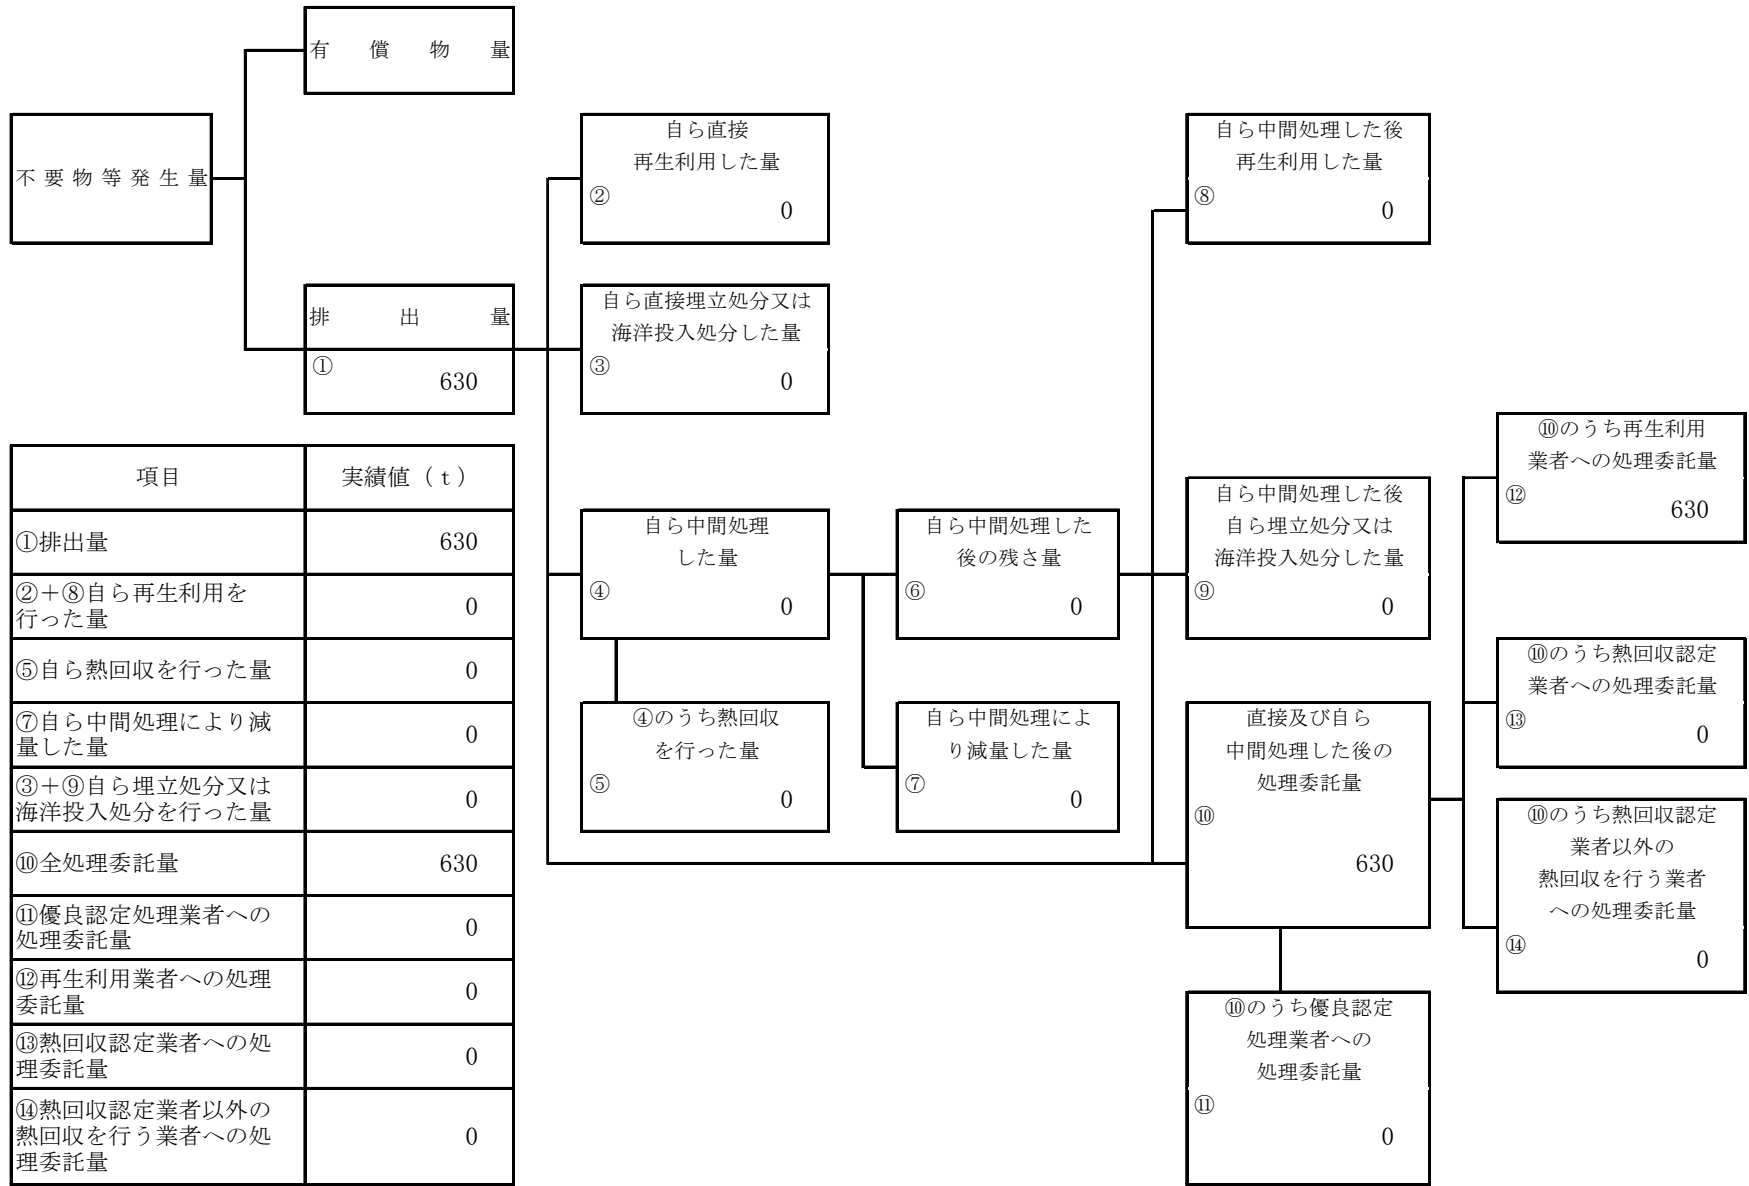 有償物量
不要物等発生量
排出量
①
630
自ら直接
再生利用した量
②
0
自ら直接埋立処分又は
海洋投入処分した量
③
0
自ら中間処理
した量
④
0
④のうち熱回収
を行った量
⑤
0
自ら中間処理した
後の残さ量
⑥
0
自ら中間処理によ
り減量した量
⑦
0
自ら中間処理した後
再生利用した量
⑧
0
自ら中間処理した後
自ら埋立処分又は
海洋投入処分した量
⑨
0
直接及び自ら
中間処理した後の
処理委託量
⑩
630
⑩のうち優良認定
処理業者への
処理委託量
⑪
0
⑩のうち再生利用
業者への処理委託量
⑫
630
⑩のうち熱回収認定
業者への処理委託量
⑬
0
⑩のうち熱回収認定
業者以外の
熱回収を行う業者
への処理委託量
⑭
0
項目 実績値（ｔ）
①排出量 630
②＋⑧自ら再生利用を
行った量 0
⑤自ら熱回収を行った量 0
⑦自ら中間処理により減
量した量 0
③＋⑨自ら埋立処分又は
海洋投入処分を行った量 0
⑩全処理委託量 630
⑪優良認定処理業者への
処理委託量 0
⑫再生利用業者への処理
委託量 0
⑬熱回収認定業者への処
理委託量 0
⑭熱回収認定業者以外の
熱回収を行う業者への処
理委託量 0